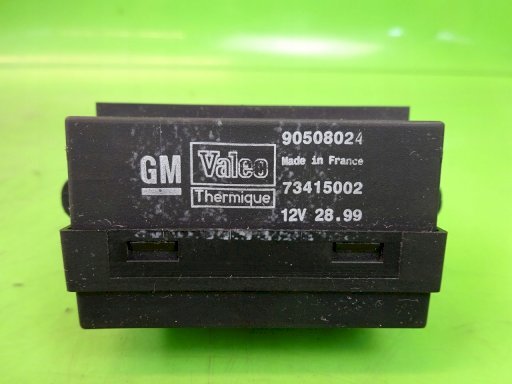 GM
Valeo
Thermique
90508024
Made in France
73415002
12V 28.99